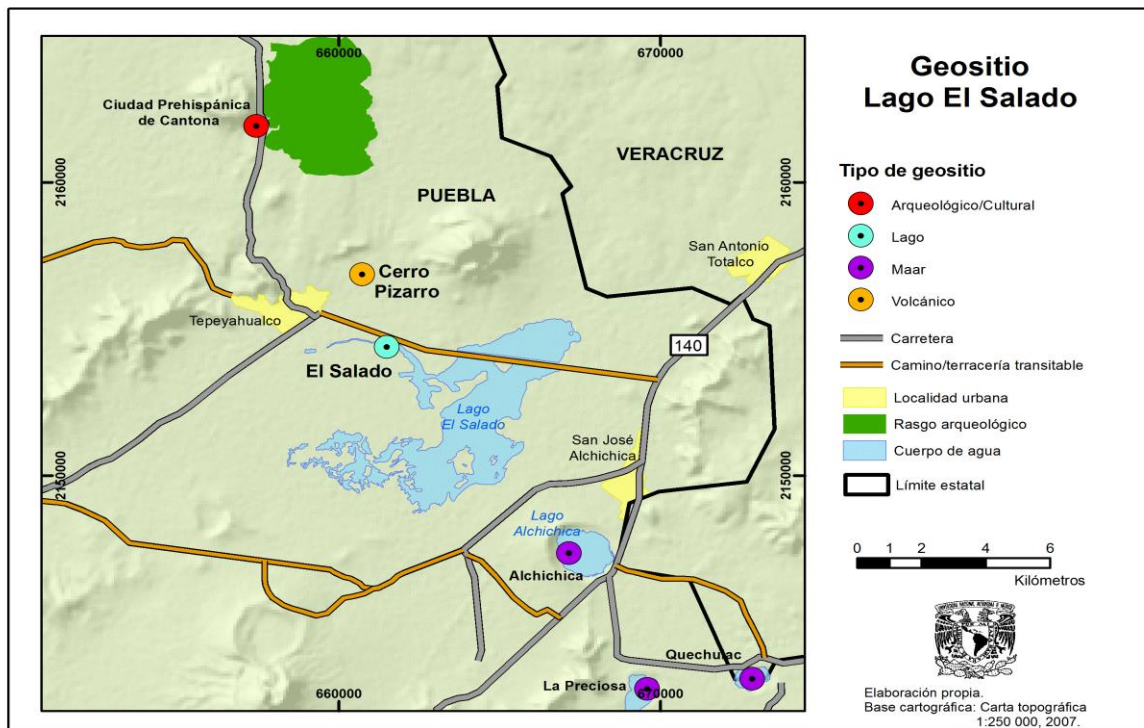 660000
670000
Ciudad Prehispánica
de Cantona
VERACRUZ
PUEBLA
2160000
2160000
San Antonio
Totalco
Cerro
Pizarro
Tepeyahualco
140
El Salado
Lago
El Salado
San José
Alchichica
2150000
2150000
Lago
Alchichica
Alchichica
Quechulac
La Preciosa
660000
670000
Geositio
Lago El Salado
Tipo de geositio
Arqueológico/Cultural
Lago
Maar
Volcánico
Carretera
Camino/terracería transitable
Localidad urbana
Rasgo arqueológico
Cuerpo de agua
Límite estatal
0 1 2 4 6
Kilómetros
Elaboración propia.
Base cartográfica: Carta topográfica
1:250 000, 2007.